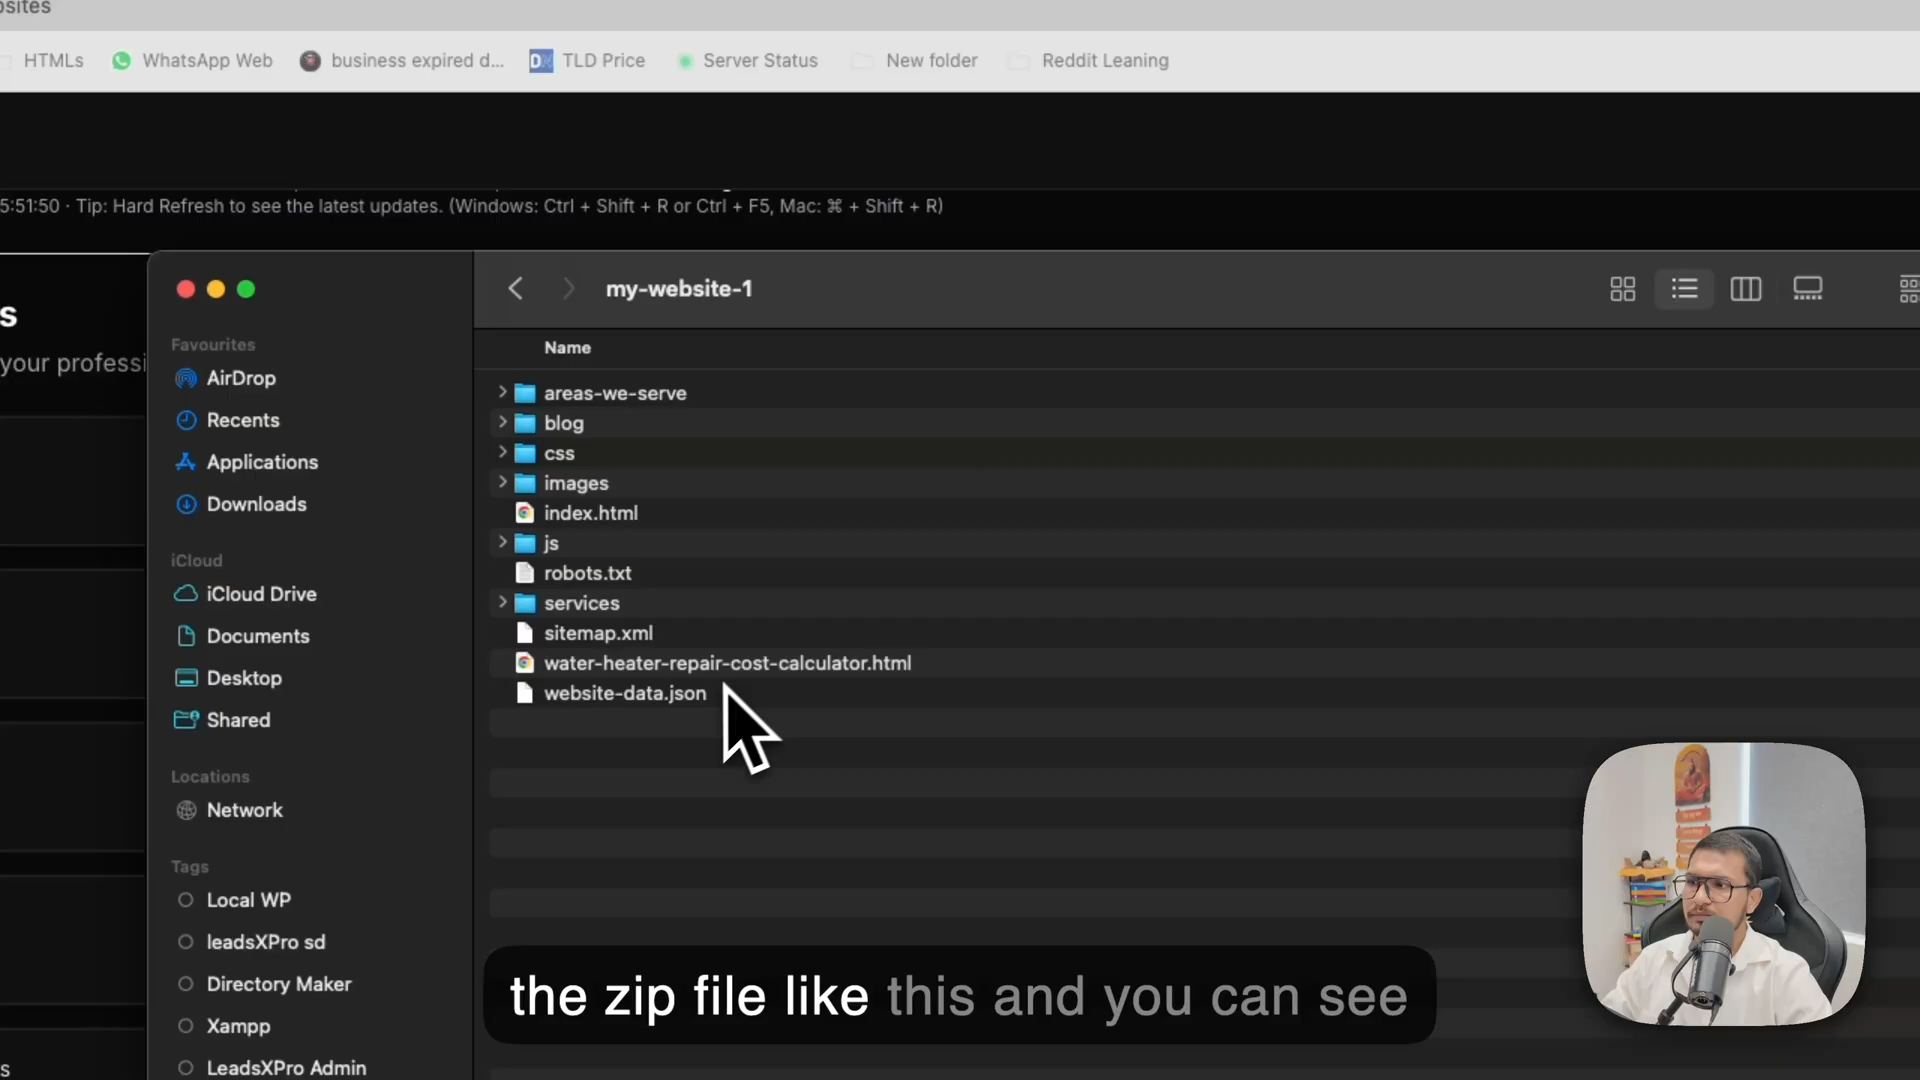 HTMLs WhatsApp Web business expired d... TLD Price Server Status New folder Reddit Leaning
5:51:50 · Tip: Hard Refresh to see the latest updates. (Windows: Ctrl + Shift + R or Ctrl + F5, Mac: ⌘ + Shift + R)
s
your professi
my-website-1
Favourites
AirDrop
Recents
Applications
Downloads
iCloud
iCloud Drive
Documents
Desktop
Shared
Locations
Network
Tags
Local WP
leadsXPro sd
Directory Maker
Xampp
LeadsXPro Admin
Name
areas-we-serve
blog
css
images
index.html
js
robots.txt
services
sitemap.xml
water-heater-repair-cost-calculator.html
website-data.json
the zip file like this and you can see
s